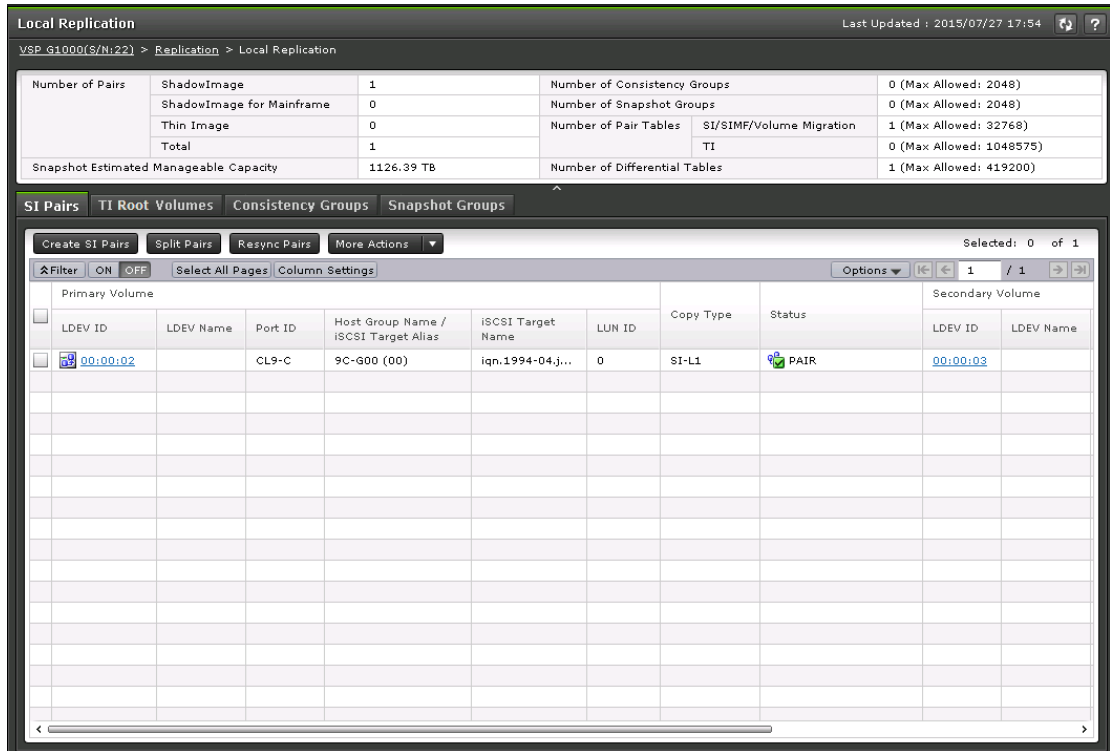 Local Replication Last Updated : 2015/07/27 17:54 ?
VSP G1000(S/N:22) > Replication > Local Replication
Number of Pairs ShadowImage 1 Number of Consistency Groups 0 (Max Allowed: 2048)
ShadowImage for Mainframe 0 Number of Snapshot Groups 0 (Max Allowed: 2048)
Thin Image 0 Number of Pair Tables SI/SIMF/Volume Migration 1 (Max Allowed: 32768)
Total 1 TI 0 (Max Allowed: 1048575)
Snapshot Estimated Manageable Capacity 1126.39 TB Number of Differential Tables 1 (Max Allowed: 419200)
SI Pairs TI Root Volumes Consistency Groups Snapshot Groups
Create SI Pairs Split Pairs Resync Pairs More Actions Selected: 0 of 1
Filter ON OFF Select All Pages Column Settings Options 1 / 1
Primary Volume Copy Type Status Secondary Volume
LDEV ID LDEV Name Port ID Host Group Name / iSCSI Target Alias iSCSI Target Name LUN ID LDEV ID LDEV Name
00:00:02 CL9-C 9C-G00 (00) iqn.1994-04.j... 0 SI-L1 PAIR 00:00:03